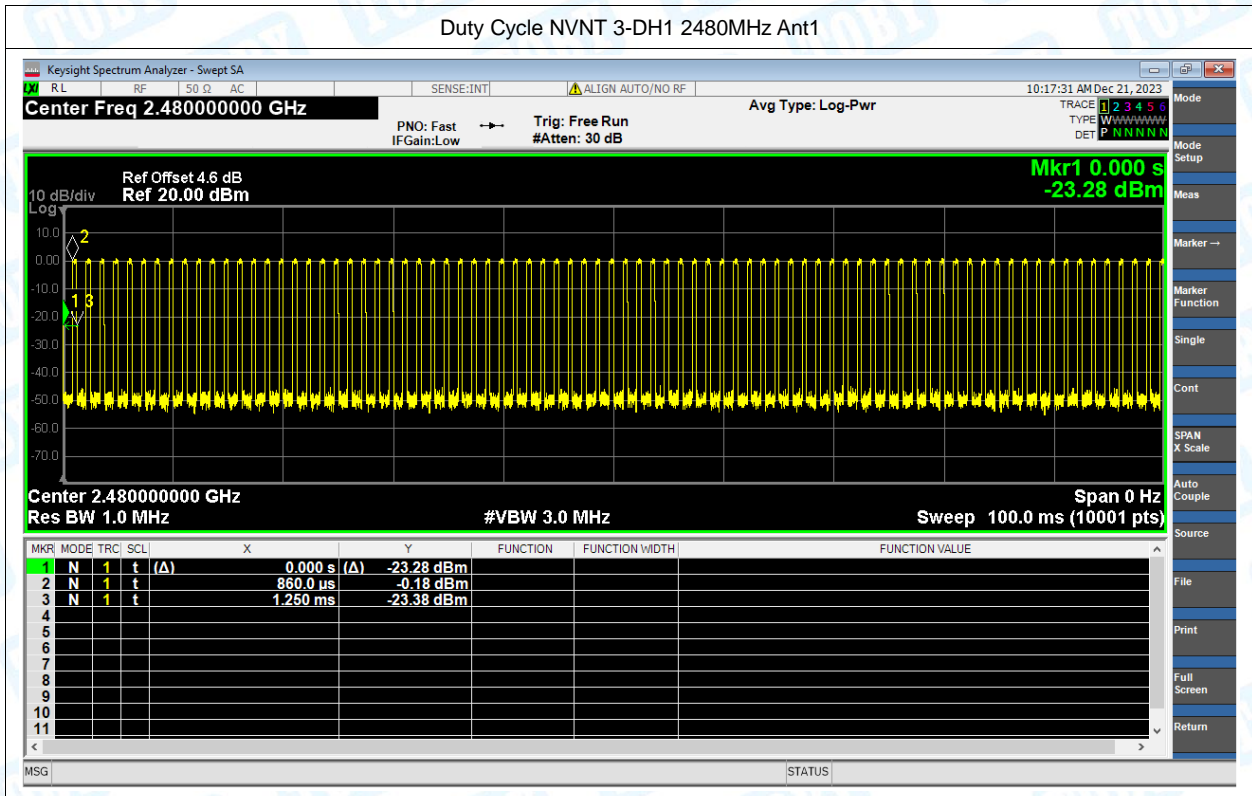 Duty Cycle NVNT 3-DH1 2480MHz Ant1
Keysight Spectrum Analyzer - Swept SA
LXI RL RF 50 Ω AC SENSE:INT ALIGN AUTO/NO RF 10:17:31 AM Dec 21, 2023
Center Freq 2.480000000 GHz
PNO: Fast
IFGain:Low
Trig: Free Run
#Atten: 30 dB
Avg Type: Log-Pwr
TRACE 1 2 3 4 5 6
TYPE WWWWWW
DET P N N N N N
Mkr1 0.000 s
-23.28 dBm
Ref Offset 4.6 dB
10 dB/div Ref 20.00 dBm
Log
10.0
0.00
-10.0
-20.0
-30.0
-40.0
-50.0
-60.0
-70.0
2
1 3
Center 2.480000000 GHz Span 0 Hz
Res BW 1.0 MHz #VBW 3.0 MHz Sweep 100.0 ms (10001 pts)
MKR MODE TRC SCL X Y FUNCTION FUNCTION WIDTH FUNCTION VALUE
1 N 1 t (Δ) 0.000 s (Δ) -23.28 dBm
2 N 1 t 860.0 µs -0.18 dBm
3 N 1 t 1.250 ms -23.38 dBm
4
5
6
7
8
9
10
11
MSG STATUS
Mode
Mode
Setup
Meas
Marker →
Marker
Function
Single
Cont
SPAN
X Scale
Auto
Couple
Source
File
Print
Full
Screen
Return
TOBY